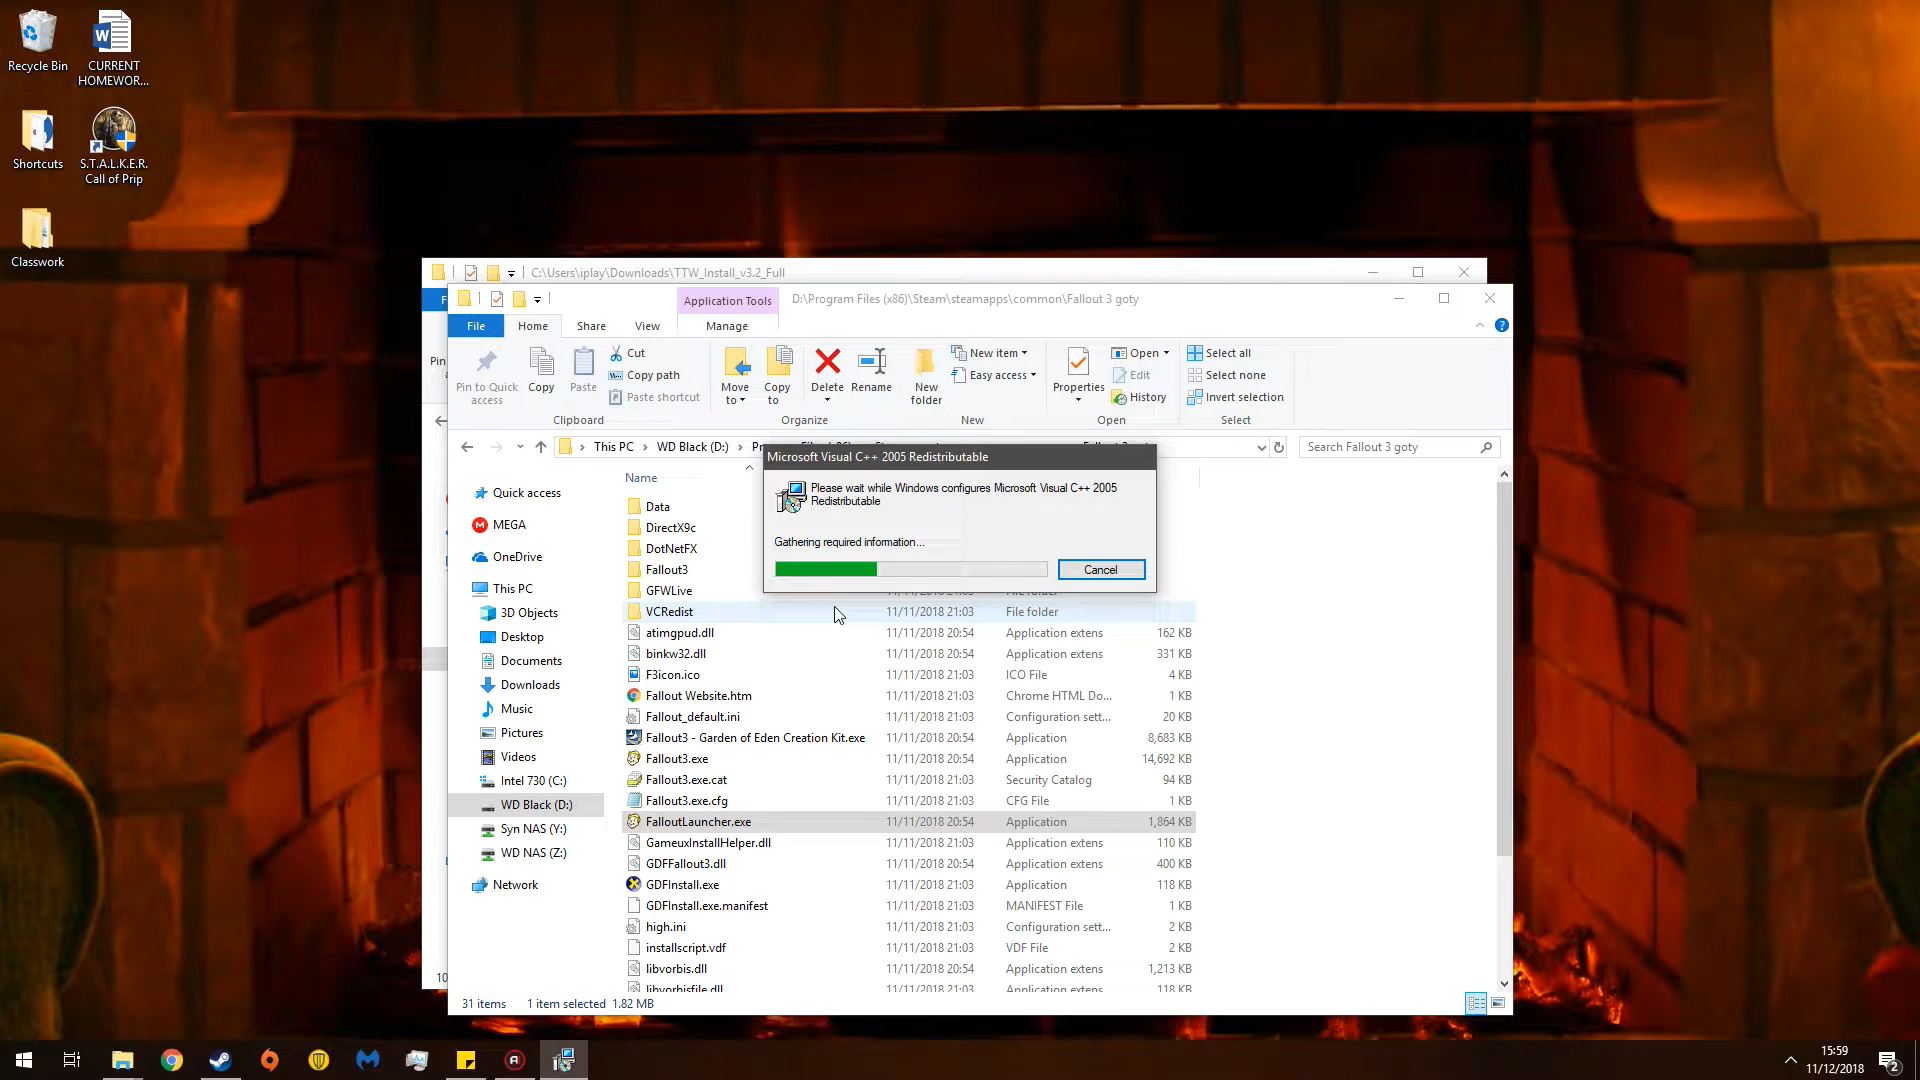 Recycle Bin
CURRENT
HOMEWOR...
Shortcuts
S.T.A.L.K.E.R.
Call of Prip
Classwork
C:\Users\iplay\Downloads\TTW_Install_v3.2_Full
Application Tools
D:\Program Files (x86)\Steam\steamapps\common\Fallout 3 goty
File
Home
Share
View
Manage
Pin to Quick
access
Copy
Paste
Cut
Copy path
Paste shortcut
Clipboard
Move
to
Copy
to
Delete
Rename
Organize
New
folder
New item
Easy access
New
Properties
Open
Edit
History
Open
Select all
Select none
Invert selection
Select
This PC
WD Black (D:)
Search Fallout 3 goty
Microsoft Visual C++ 2005 Redistributable
Please wait while Windows configures Microsoft Visual C++ 2005
Redistributable
Gathering required information...
Cancel
Quick access
MEGA
OneDrive
This PC
3D Objects
Desktop
Documents
Downloads
Music
Pictures
Videos
Intel 730 (C:)
WD Black (D:)
Syn NAS (Y:)
WD NAS (Z:)
Network
Name
Data
DirectX9c
DotNetFX
Fallout3
GFWLive
VCRedist 11/11/2018 21:03 File folder
atimgpud.dll 11/11/2018 20:54 Application extens 162 KB
binkw32.dll 11/11/2018 20:54 Application extens 331 KB
F3icon.ico 11/11/2018 21:03 ICO File 4 KB
Fallout Website.htm 11/11/2018 21:03 Chrome HTML Do... 1 KB
Fallout_default.ini 11/11/2018 21:03 Configuration sett... 20 KB
Fallout3 - Garden of Eden Creation Kit.exe 11/11/2018 21:03 Application 8,683 KB
Fallout3.exe 11/11/2018 20:54 Application 14,692 KB
Fallout3.exe.cat 11/11/2018 21:03 Security Catalog 94 KB
Fallout3.exe.cfg 11/11/2018 21:03 CFG File 1 KB
FalloutLauncher.exe 11/11/2018 20:54 Application 1,864 KB
GameuxInstallHelper.dll 11/11/2018 21:03 Application extens 110 KB
GDFFallout3.dll 11/11/2018 20:54 Application extens 400 KB
GDFInstall.exe 11/11/2018 21:03 Application 118 KB
GDFInstall.exe.manifest 11/11/2018 21:03 MANIFEST File 1 KB
high.ini 11/11/2018 21:03 Configuration sett... 2 KB
installscript.vdf 11/11/2018 21:03 VDF File 2 KB
libvorbis.dll 11/11/2018 20:54 Application extens 1,213 KB
libvorbisfile.dll 11/11/2018 21:03 Application extens 118 KB
31 items 1 item selected 1.82 MB
15:59
11/12/2018
2